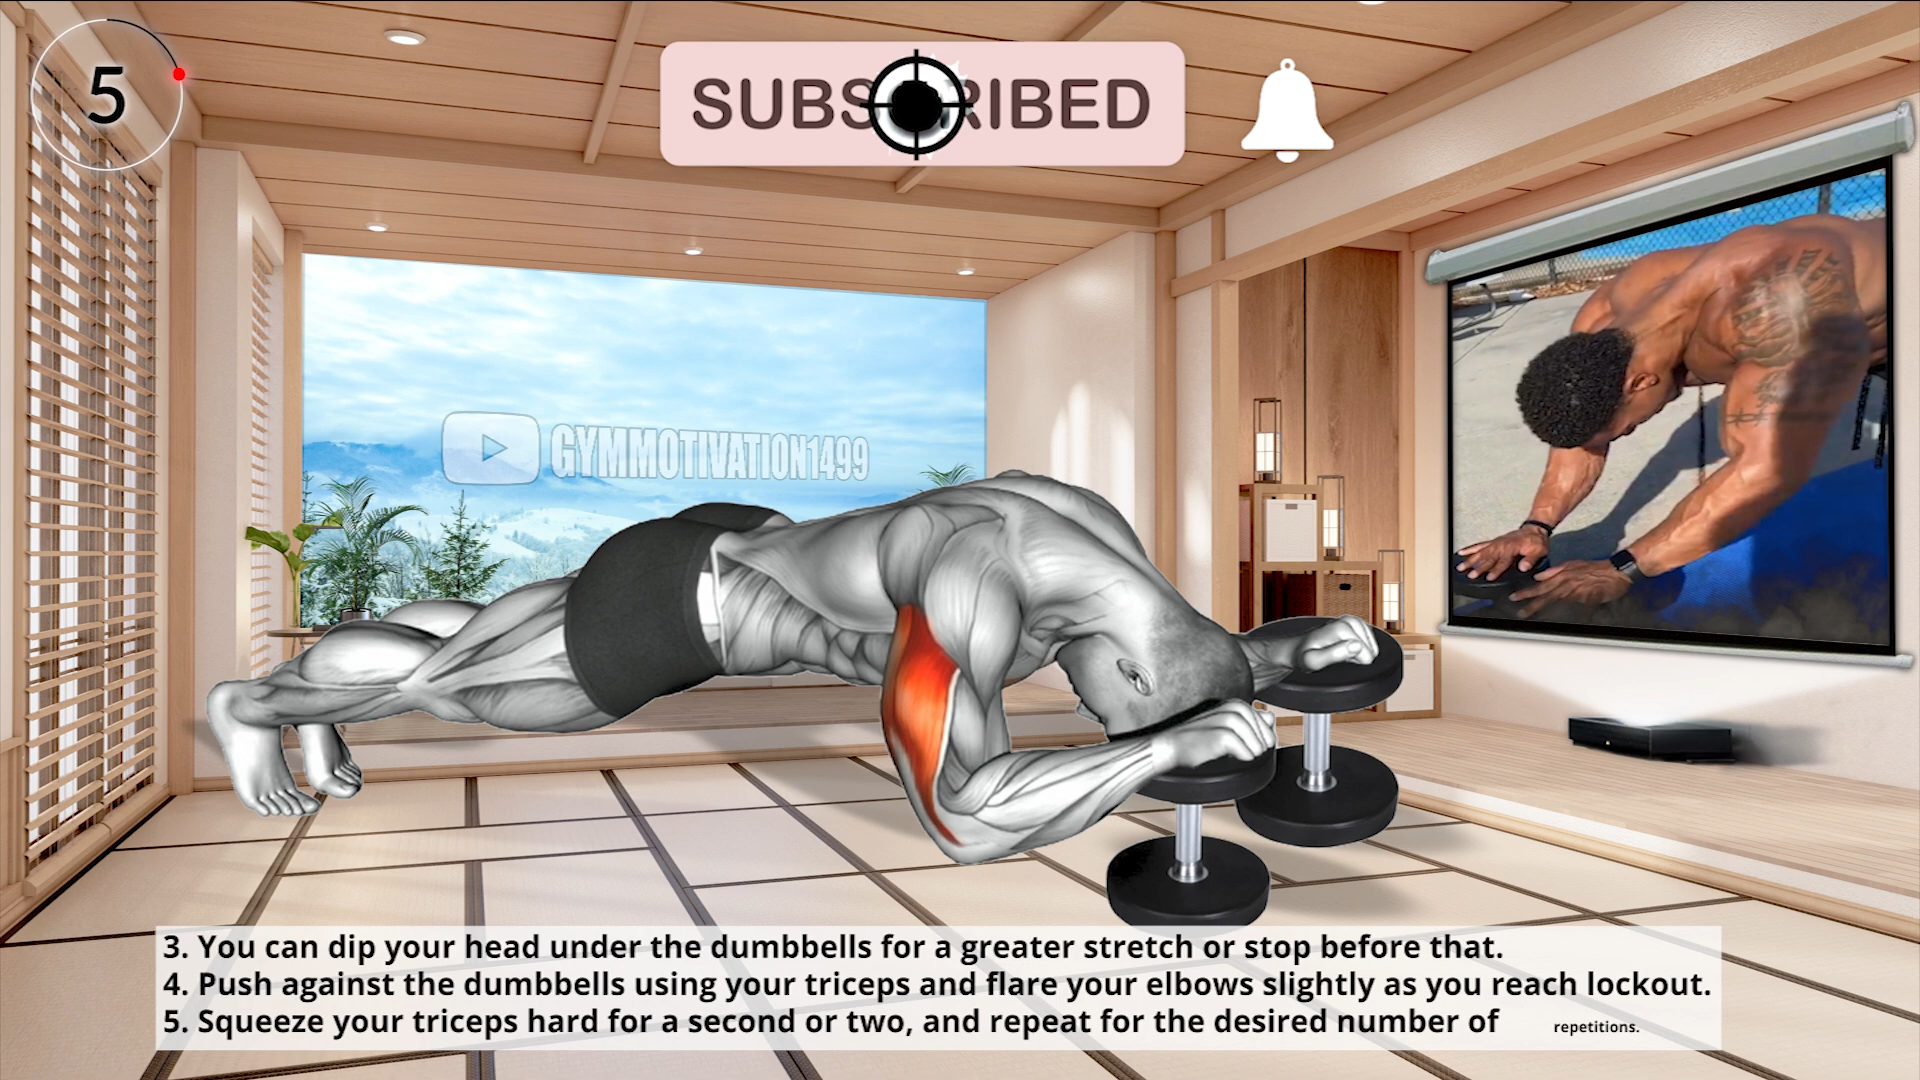 5
SUBSCRIBED
GYMMOTIVATION1499
3. You can dip your head under the dumbbells for a greater stretch or stop before that.
4. Push against the dumbbells using your triceps and flare your elbows slightly as you reach lockout.
5. Squeeze your triceps hard for a second or two, and repeat for the desired number of repetitions.